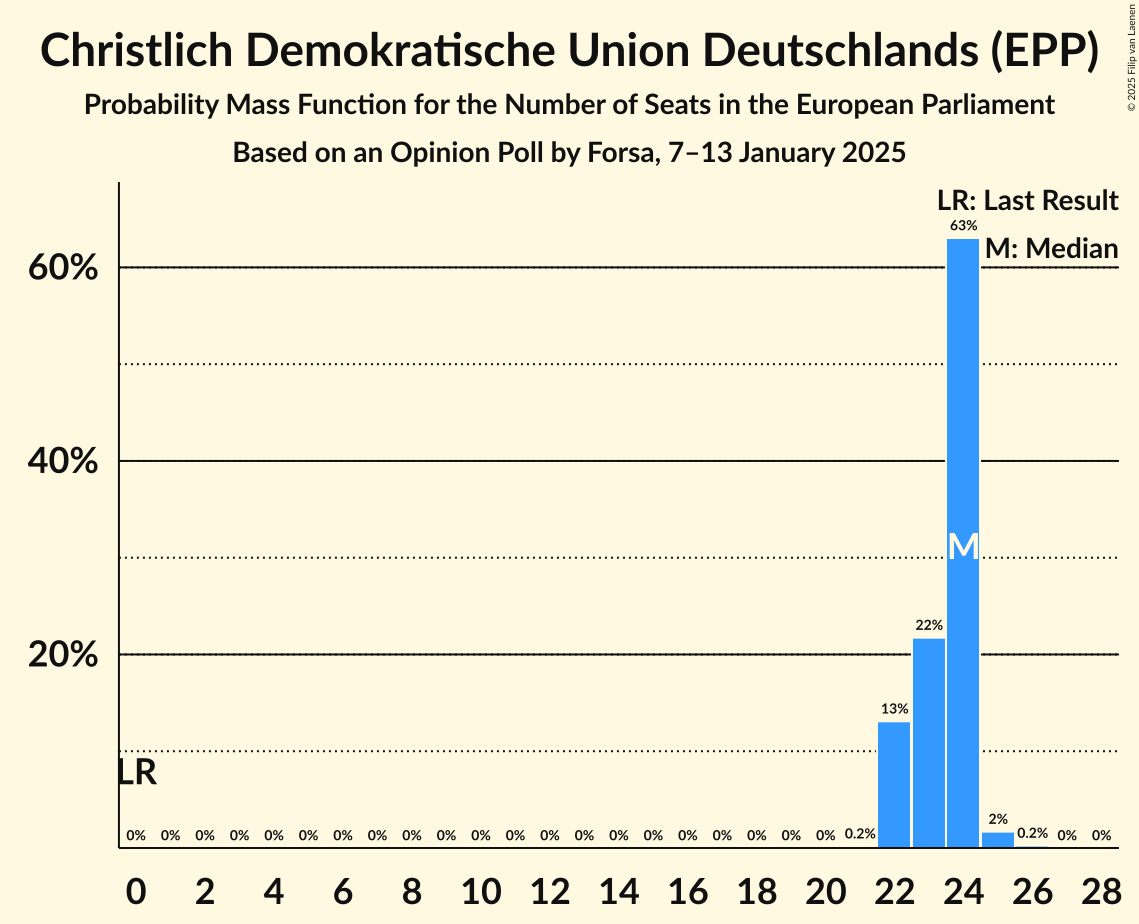 Christlich Demokratische Union Deutschlands (EPP)
Probability Mass Function for the Number of Seats in the European Parliament
Based on an Opinion Poll by Forsa, 7–13 January 2025
© 2025 Filip van Laenen
LR: Last Result
M: Median
63%
60%
40%
M
22%
20%
13%
LR
0% 0% 0% 0% 0% 0% 0% 0% 0% 0% 0% 0% 0% 0% 0% 0% 0% 0% 0% 0% 0% 0.2% 2% 0.2% 0% 0%
0 2 4 6 8 10 12 14 16 18 20 22 24 26 28